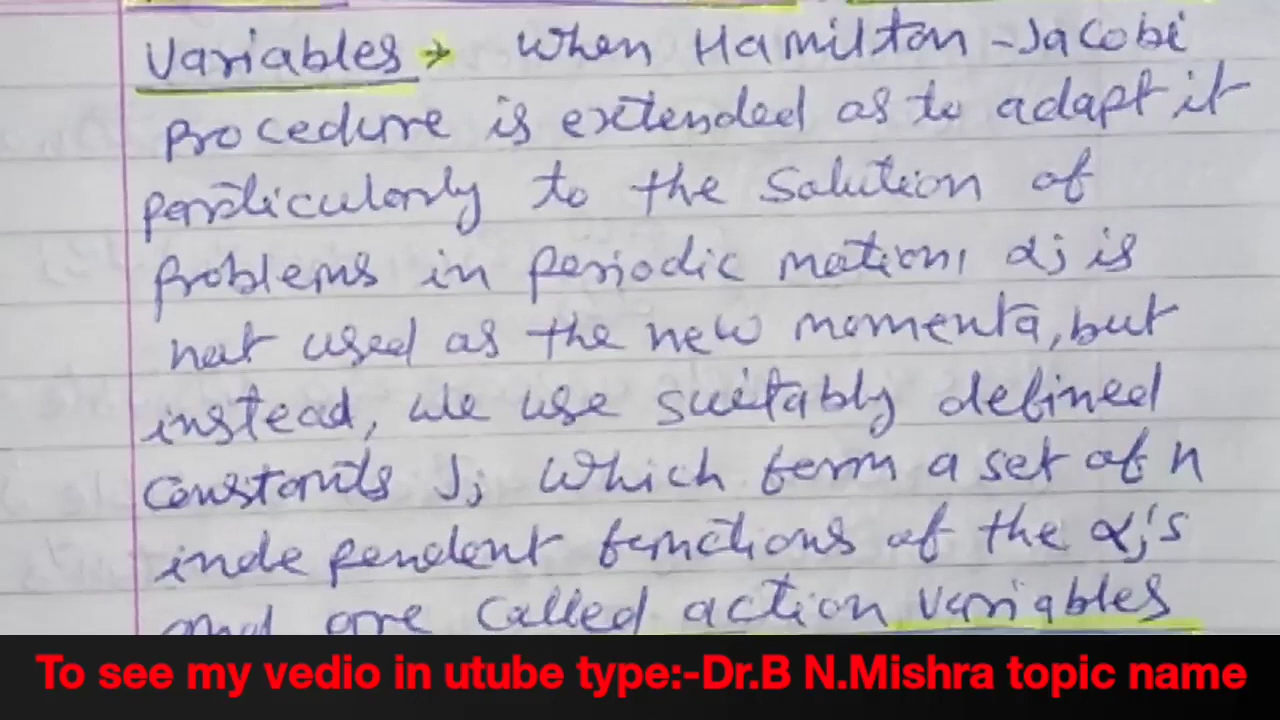 Variables → When Hamilton-Jacobi
procedure is extended as to adapt it
particularly to the Solution of
problems in periodic motion, αj is
not used as the new momenta, but
instead, we use suitably defined
Constants Jj Which form a set of n
independent functions of the αj's
and are called action variables
To see my vedio in utube type:-Dr.B N.Mishra topic name